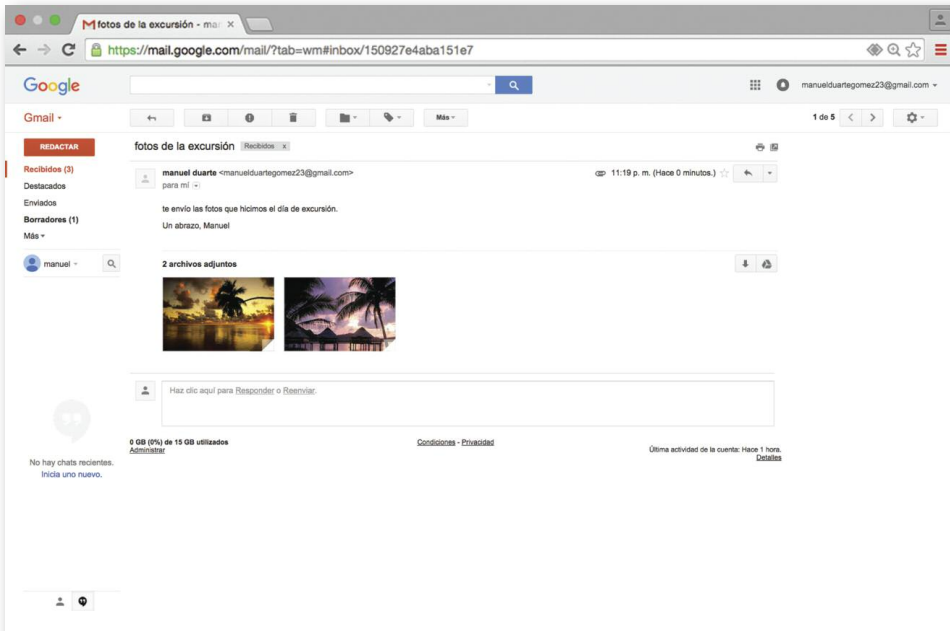 fotos de la excursión - mai ×
https://mail.google.com/mail/?tab=wm#inbox/150927e4aba151e7
Google
manuelduartegomez23@gmail.com
Gmail
Más
1 de 5
REDACTAR
fotos de la excursión Recibidos x
Recibidos (3)
Destacados
Enviados
Borradores (1)
Más
manuel
manuel duarte <manuelduartegomez23@gmail.com>
11:19 p. m. (Hace 0 minutos.)
para mí
te envío las fotos que hicimos el día de excursión.
Un abrazo, Manuel
2 archivos adjuntos
Haz clic aquí para Responder o Reenviar.
0 GB (0%) de 15 GB utilizados
Administrar
Condiciones - Privacidad
Última actividad de la cuenta: Hace 1 hora.
Detalles
No hay chats recientes.
Inicia uno nuevo.